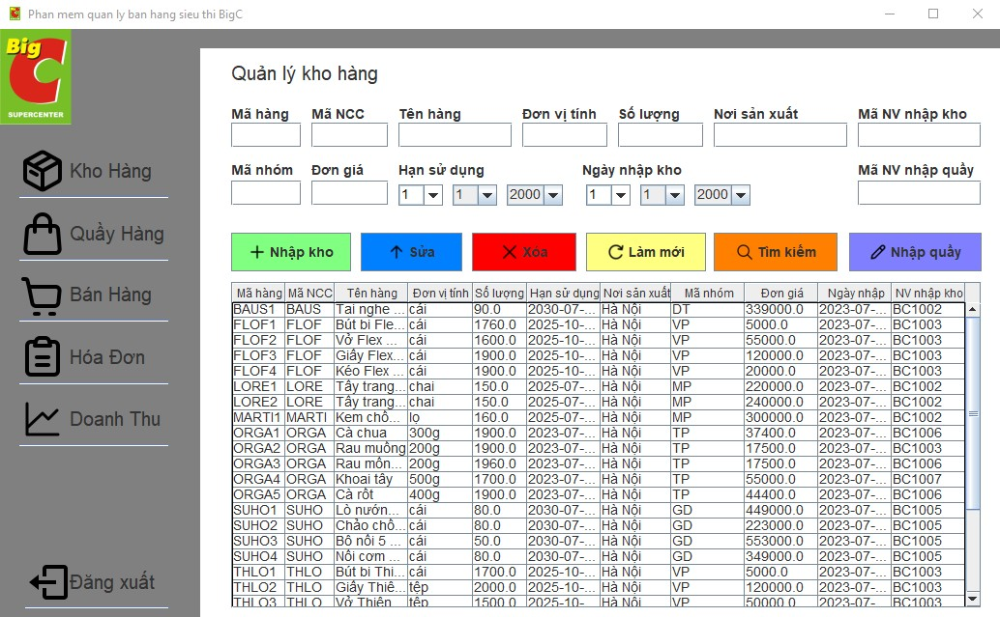 Phan mem quan ly ban hang sieu thi BigC
Big
C
SUPERCENTER
Kho Hàng
Quầy Hàng
Bán Hàng
Hóa Đơn
Doanh Thu
Đăng xuất
Quản lý kho hàng
Mã hàng Mã NCC Tên hàng Đơn vị tính Số lượng Nơi sản xuất Mã NV nhập kho
Mã nhóm Đơn giá Hạn sử dụng Ngày nhập kho Mã NV nhập quầy
1 1 2000 1 1 2000
Nhập kho Sửa Xóa Làm mới Tìm kiếm Nhập quầy
Mã hàng Mã NCC Tên hàng Đơn vị tính Số lượng Hạn sử dụng Nơi sản xuất Mã nhóm Đơn giá Ngày nhập NV nhập kho
BAUS1 BAUS Tai nghe ... cái 90.0 2030-07-... Hà Nội DT 339000.0 2023-07-... BC1002
FLOF1 FLOF Bút bi Fle... cái 1760.0 2025-10-... Hà Nội VP 5000.0 2023-07-... BC1003
FLOF2 FLOF Vở Flex ... cái 1600.0 2025-10-... Hà Nội VP 55000.0 2023-07-... BC1003
FLOF3 FLOF Giấy Flex... cái 1900.0 2025-10-... Hà Nội VP 120000.0 2023-07-... BC1003
FLOF4 FLOF Kéo Flex ... cái 1900.0 2025-10-... Hà Nội VP 20000.0 2023-07-... BC1003
LORE1 LORE Tẩy trang... chai 150.0 2025-07-... Hà Nội MP 220000.0 2023-07-... BC1002
LORE2 LORE Tẩy trang... chai 150.0 2025-07-... Hà Nội MP 240000.0 2023-07-... BC1002
MARTI1 MARTI Kem chố... lọ 160.0 2025-07-... Hà Nội MP 300000.0 2023-07-... BC1002
ORGA1 ORGA Cà chua 300g 1900.0 2023-07-... Hà Nội TP 37400.0 2023-07-... BC1006
ORGA2 ORGA Rau muống 200g 1900.0 2023-07-... Hà Nội TP 17500.0 2023-07-... BC1003
ORGA3 ORGA Rau mồn... 200g 1960.0 2023-07-... Hà Nội TP 17500.0 2023-07-... BC1006
ORGA4 ORGA Khoai tây 500g 1700.0 2023-07-... Hà Nội TP 55000.0 2023-07-... BC1007
ORGA5 ORGA Cà rốt 400g 1900.0 2023-07-... Hà Nội TP 44400.0 2023-07-... BC1006
SUHO1 SUHO Lò nướn... cái 80.0 2030-07-... Hà Nội GD 449000.0 2023-07-... BC1005
SUHO2 SUHO Chảo chố... cái 80.0 2030-07-... Hà Nội GD 223000.0 2023-07-... BC1005
SUHO3 SUHO Bộ nồi 5 ... cái 50.0 2030-07-... Hà Nội GD 553000.0 2023-07-... BC1005
SUHO4 SUHO Nồi cơm ... cái 80.0 2030-07-... Hà Nội GD 349000.0 2023-07-... BC1005
THLO1 THLO Bút bi Thi... cái 1700.0 2025-10-... Hà Nội VP 5000.0 2023-07-... BC1003
THLO2 THLO Giấy Thiê... tệp 2000.0 2025-10-... Hà Nội VP 120000.0 2023-07-... BC1003
THLO3 THLO Vở Thiên tệp 1500.0 2025-10- Hà Nội VP 55000.0 2023-07- BC1003